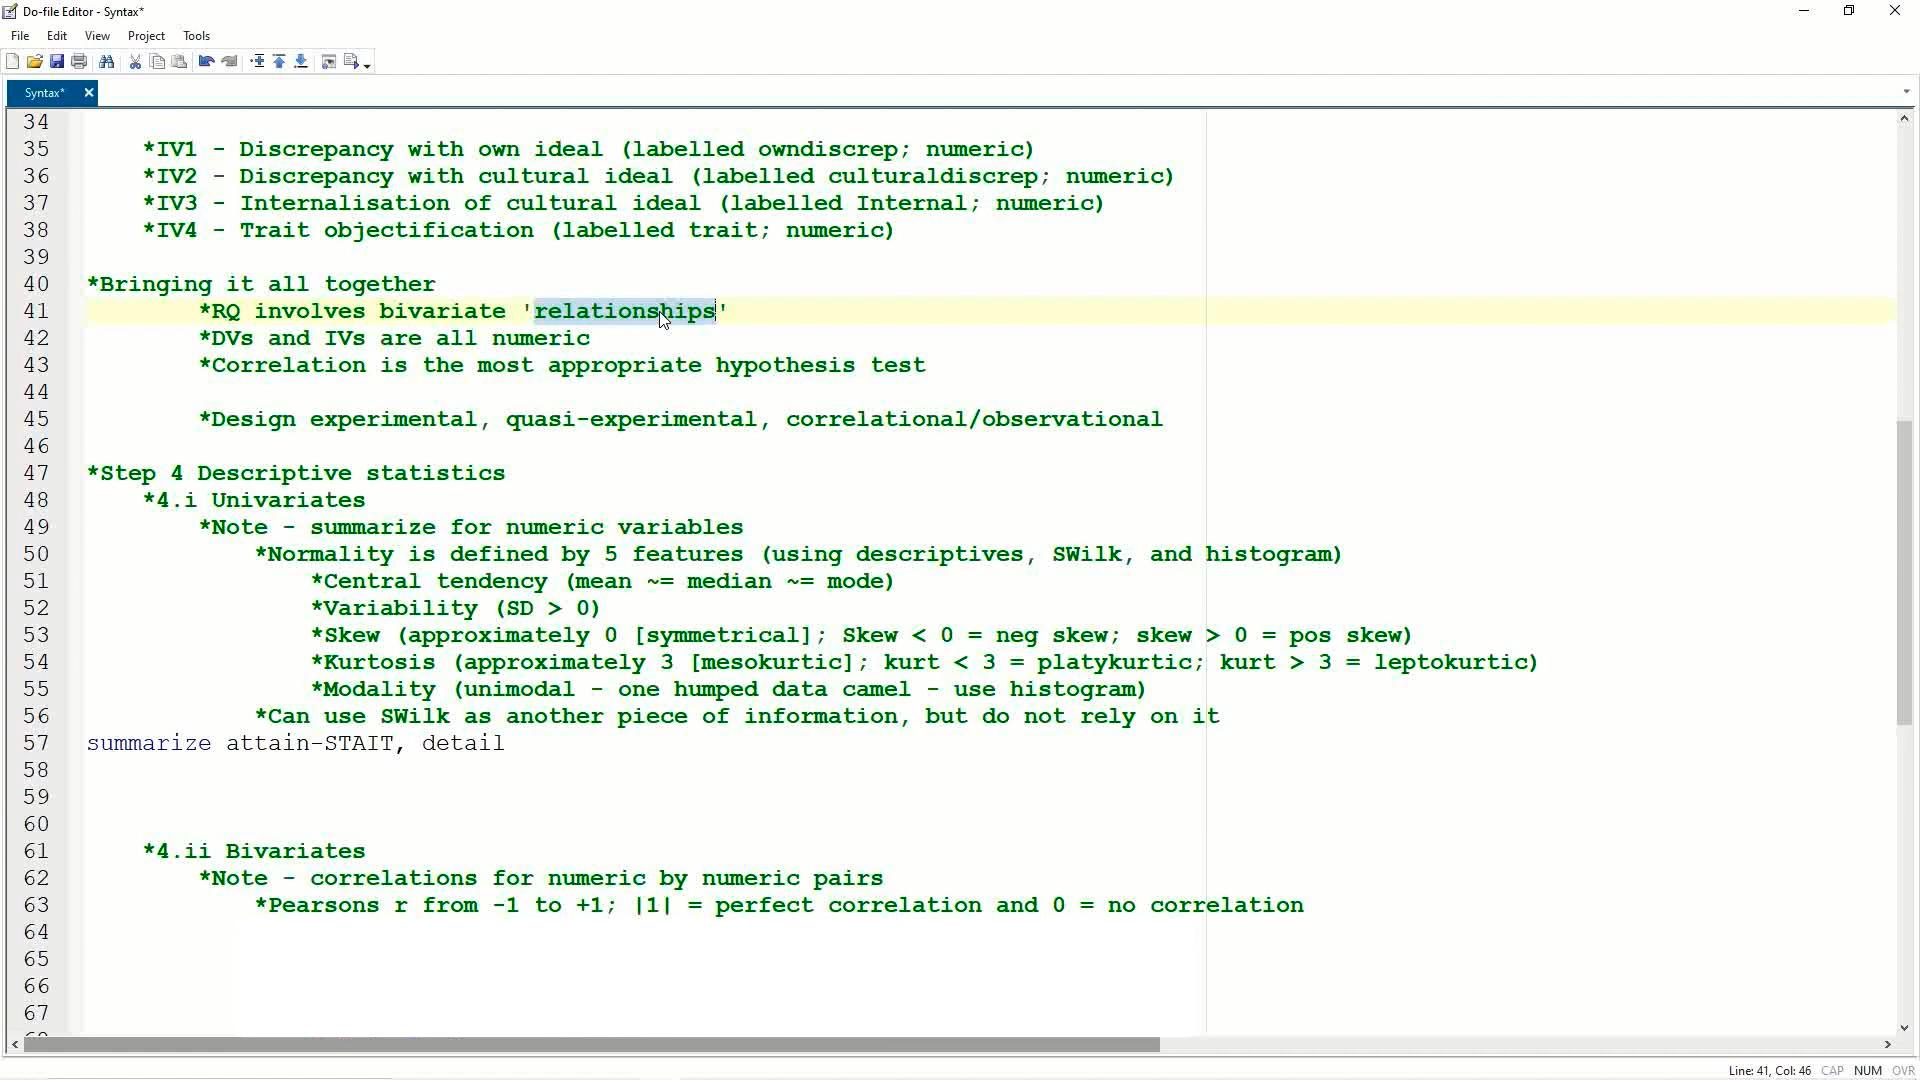 Do-file Editor - Syntax*
File Edit View Project Tools
Syntax*
34
35 *IV1 - Discrepancy with own ideal (labelled owndiscrep; numeric)
36 *IV2 - Discrepancy with cultural ideal (labelled culturaldiscrep; numeric)
37 *IV3 - Internalisation of cultural ideal (labelled Internal; numeric)
38 *IV4 - Trait objectification (labelled trait; numeric)
39
40 *Bringing it all together
41 *RQ involves bivariate 'relationships'
42 *DVs and IVs are all numeric
43 *Correlation is the most appropriate hypothesis test
44
45 *Design experimental, quasi-experimental, correlational/observational
46
47 *Step 4 Descriptive statistics
48 *4.i Univariates
49 *Note - summarize for numeric variables
50 *Normality is defined by 5 features (using descriptives, SWilk, and histogram)
51 *Central tendency (mean ~= median ~= mode)
52 *Variability (SD > 0)
53 *Skew (approximately 0 [symmetrical]; Skew < 0 = neg skew; skew > 0 = pos skew)
54 *Kurtosis (approximately 3 [mesokurtic]; kurt < 3 = platykurtic; kurt > 3 = leptokurtic)
55 *Modality (unimodal - one humped data camel - use histogram)
56 *Can use SWilk as another piece of information, but do not rely on it
57 summarize attain-STAIT, detail
58
59
60
61 *4.ii Bivariates
62 *Note - correlations for numeric by numeric pairs
63 *Pearsons r from -1 to +1; |1| = perfect correlation and 0 = no correlation
64
65
66
67
Line: 41, Col: 46 CAP NUM OVR